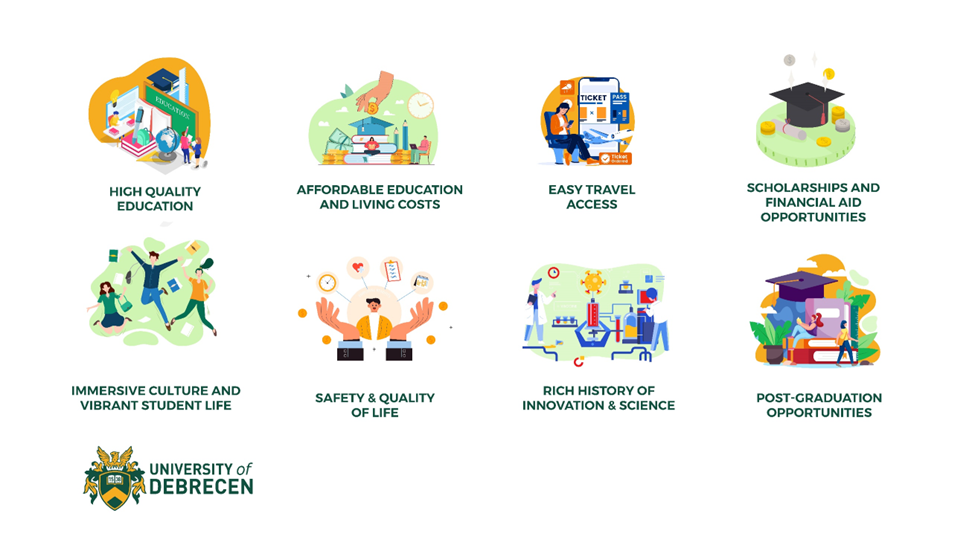 EDUCATION
TICKET
PASS
Ticket
HIGH QUALITY
EDUCATION
AFFORDABLE EDUCATION
AND LIVING COSTS
EASY TRAVEL
ACCESS
SCHOLARSHIPS AND
FINANCIAL AID
OPPORTUNITIES
IMMERSIVE CULTURE AND
VIBRANT STUDENT LIFE
SAFETY & QUALITY
OF LIFE
RICH HISTORY OF
INNOVATION & SCIENCE
POST-GRADUATION
OPPORTUNITIES
UNIVERSITY of
DEBRECEN